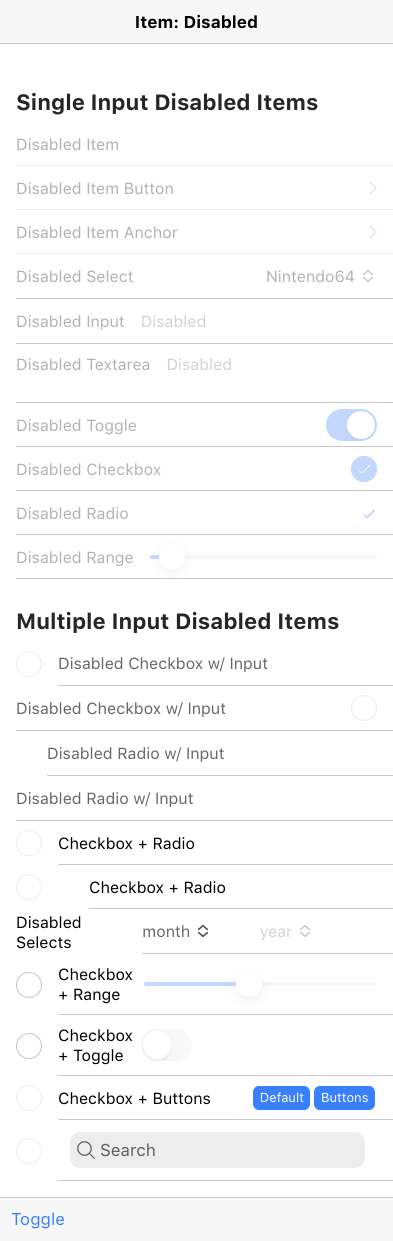 Item: Disabled
Single Input Disabled Items
Disabled Item
Disabled Item Button
Disabled Item Anchor
Disabled Select Nintendo64
Disabled Input Disabled
Disabled Textarea Disabled
Disabled Toggle
Disabled Checkbox
Disabled Radio
Disabled Range
Multiple Input Disabled Items
Disabled Checkbox w/ Input
Disabled Checkbox w/ Input
Disabled Radio w/ Input
Disabled Radio w/ Input
Checkbox + Radio
Checkbox + Radio
Disabled
Selects
month year
Checkbox
+ Range
Checkbox
+ Toggle
Checkbox + Buttons Default Buttons
Search
Toggle